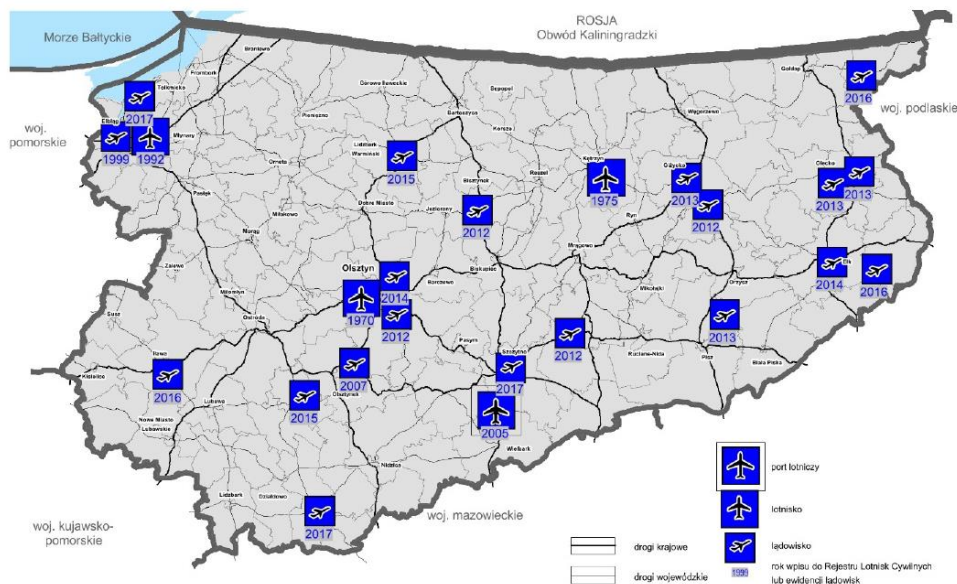 ROSJA
Obwód Kaliningradzki
Morze Bałtyckie
Braniewo
Frombork
Tolkmicko
Górowo Iławeckie
Sępopol
Gołdap
2016
woj. podlaskie
woj.
pomorskie
2017
Elbląg
Młynary
1999
1992
Pieniężno
Bartoszyce
Korsze
Węgorzewo
Orneta
Lidzbark
Warmiński
2015
Bisztynek
Reszel
Kętrzyn
1975
Giżycko
2013
2012
Olecko
2013
2013
Pasłęk
Dobre Miasto
Jeziorany
2012
Ryn
Miłakowo
Morąg
Mrągowo
Zalewo
Miłomłyn
Olsztyn
2014
1970
2012
Barczewo
Biskupiec
Mikołajki
Orzysz
Ełk
2014
2016
Susz
Ostróda
Pasym
2013
2012
Ruciane-Nida
Pisz
Biała Piska
Iława
Kisielice
2016
2007
Olsztynek
Szczytno
2017
2005
Lubawa
2015
Nowe Miasto
Lubawskie
Wielbark
Nidzica
Lidzbark
Działdowo
2017
woj. kujawsko-
pomorskie
woj. mazowieckie
port lotniczy
lotnisko
drogi krajowe
lądowisko
drogi wojewódzkie
1999
rok wpisu do Rejestru Lotnisk Cywilnych
lub ewidencji lądowisk